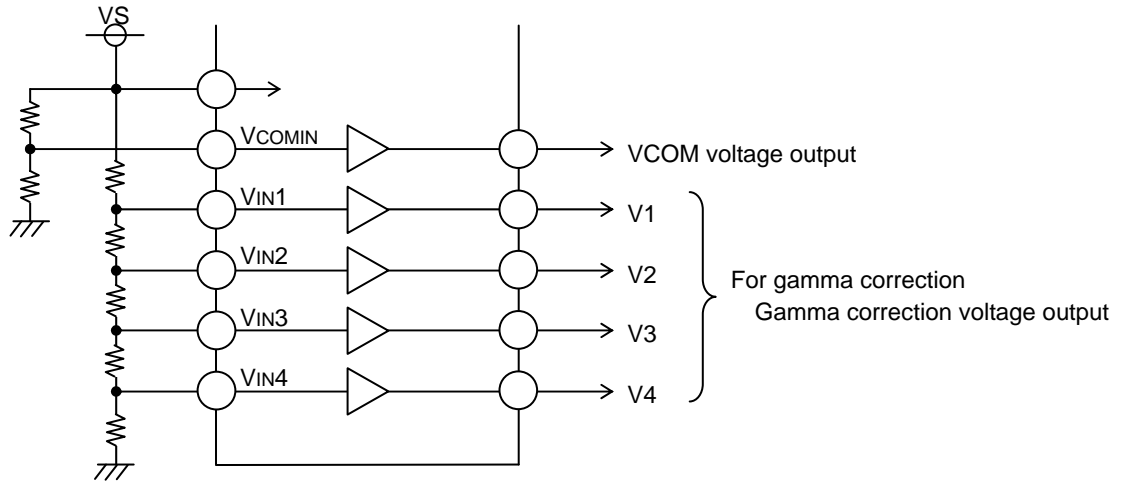 VS
VCOMIN
VCOM voltage output
VIN1
V1
VIN2
V2
For gamma correction
Gamma correction voltage output
VIN3
V3
VIN4
V4